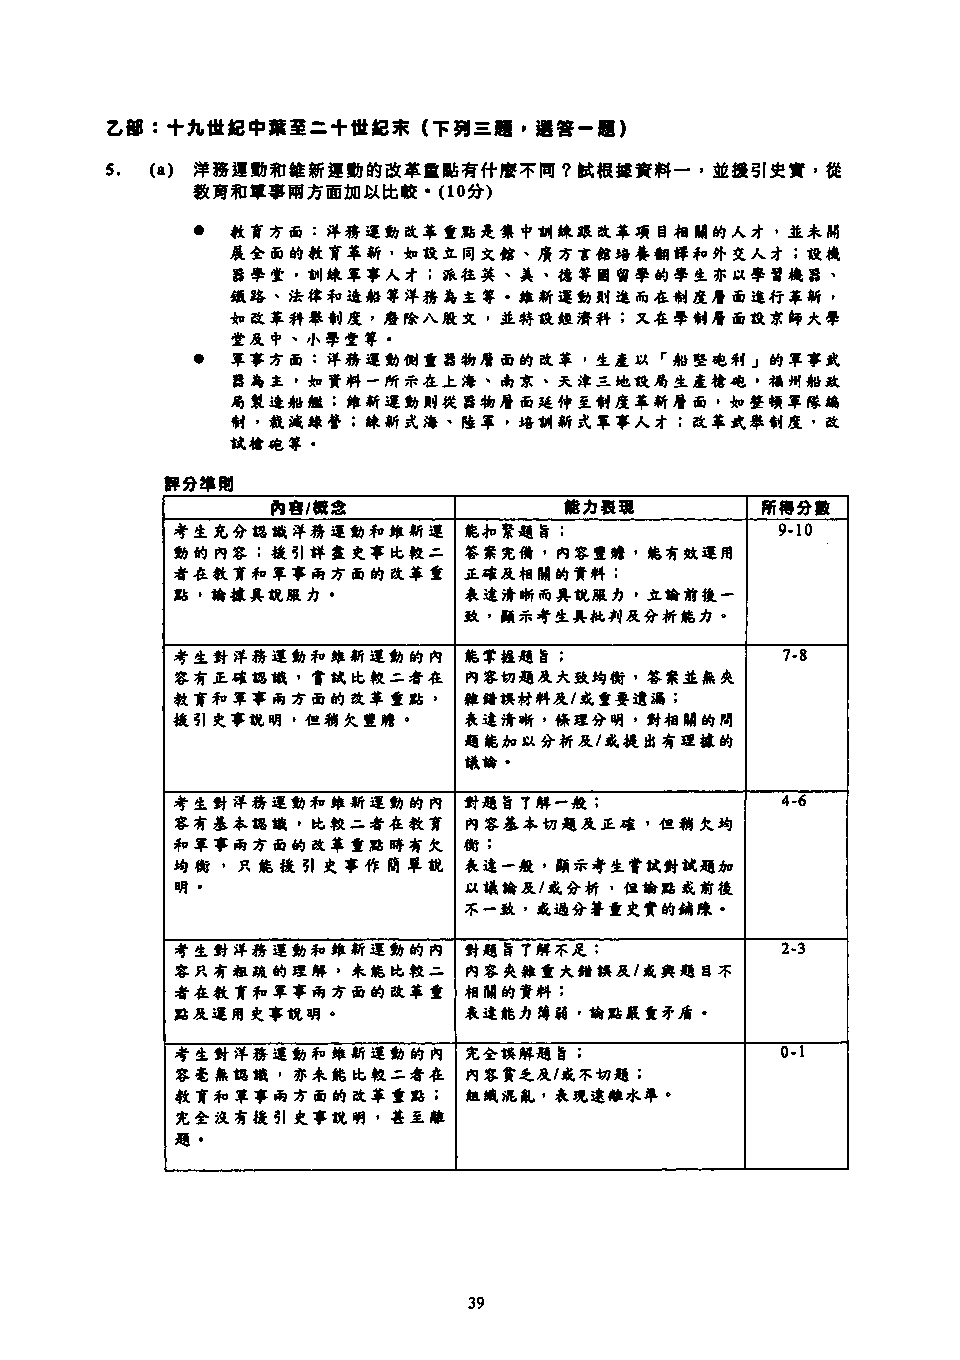 乙部：十九世紀中葉至二十世紀末（下列三題，選答一題）
5. (a) 洋務運動和維新運動的改革重點有什麼不同？試根據資料一，並援引史實，從
教育和軍事兩方面加以比較。(10分)
● 教育方面：洋務運動改革重點是集中訓練跟改革項目相關的人才，並未開
展全面的教育革新，如設立同文館、廣方言館培養翻譯和外交人才；設機
器學堂，訓練軍事人才；派往英、美、德等國留學的學生亦以學習機器、
鐵路、法律和造船等洋務為主等。維新運動則進而在制度層面進行革新，
如改革科舉制度，廢除八股文，並特設經濟科；又在學制層面設京師大學
堂及中、小學堂等。
● 軍事方面：洋務運動側重器物層面的改革，生產以「船堅砲利」的軍事武
器為主，如資料一所示在上海、南京、天津三地設局生產槍砲，福州船政
局製造船艦；維新運動則從器物層面延伸至制度革新層面，如整頓軍隊編
制，裁減綠營；練新式海、陸軍，培訓新式軍事人才；改革武舉制度，改
試槍砲等。
評分準則
內容/概念 能力表現 所得分數
考生充分認識洋務運動和維新運 能扣緊題旨； 9-10
動的內容；援引詳盡史事比較二 答案完備，內容豐贍，能有效運用
者在教育和軍事兩方面的改革重 正確及相關的資料；
點，論據具說服力。 表達清晰而具說服力，立論前後一
致，顯示考生具批判及分析能力。
考生對洋務運動和維新運動的內 能掌握題旨； 7-8
容有正確認識，嘗試比較二者在 內容切題及大致均衡，答案並無夾
教育和軍事兩方面的改革重點， 雜錯誤材料及/或重要遺漏；
援引史事說明，但稍欠豐贍。 表達清晰，條理分明，對相關的問
題能加以分析及/或提出有理據的
議論。
考生對洋務運動和維新運動的內 對題旨了解一般； 4-6
容有基本認識，比較二者在教育 內容基本切題及正確，但稍欠均
和軍事兩方面的改革重點時有欠 衡；
均衡，只能援引史事作簡單說 表達一般，顯示考生嘗試對試題加
明。 以議論及/或分析，但論點或前後
不一致，或過分著重史實的鋪陳。
考生對洋務運動和維新運動的內 對題旨了解不足； 2-3
容只有粗疏的理解，未能比較二 內容夾雜重大錯誤及/或與題目不
者在教育和軍事兩方面的改革重 相關的資料；
點及運用史事說明。 表達能力薄弱，論點嚴重矛盾。
考生對洋務運動和維新運動的內 完全誤解題旨； 0-1
容毫無認識，亦未能比較二者在 內容貧乏及/或不切題；
教育和軍事兩方面的改革重點； 組織混亂，表現遠離水準。
完全沒有援引史事說明，甚至離
題。
39